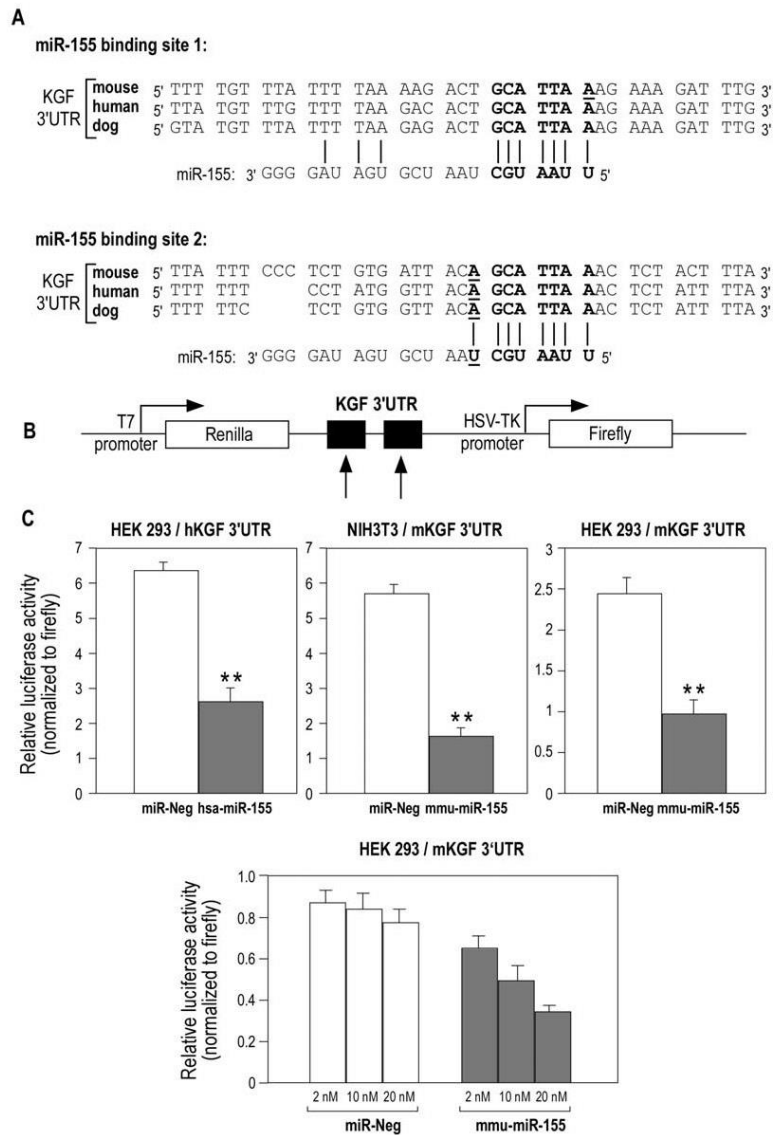 A
miR-155 binding site 1:
KGF 3'UTR
mouse 5' TTT TGT TTA TTT TAA AAG ACT GCA TTA AAG AAA GAT TTG 3'
human 5' TTA TGT TTG TTT TAA GAC ACT GCA TTA AAG AAA GAT TTG 3'
dog 5' GTA TGT TTA TTT TAA GAG ACT GCA TTA AAG AAA GAT TTG 3'
miR-155: 3' GGG GAU AGU GCU AAU CGU AAU U 5'
miR-155 binding site 2:
KGF 3'UTR
mouse 5' TTA TTT CCC TCT GTG ATT ACA GCA TTA AAC TCT ACT TTA 3'
human 5' TTT TTT CCT ATG GTT ACA GCA TTA AAC TCT ATT TTA 3'
dog 5' TTT TTC TCT GTG GTT ACA GCA TTA AAC TCT ATT TTA 3'
miR-155: 3' GGG GAU AGUG GCUA AU CGU AAU U 5'
B
T7 promoter
Renilla
KGF 3'UTR
HSV-TK promoter
Firefly
C
HEK 293 / hKGF 3'UTR
NIH3T3 / mKGF 3'UTR
HEK 293 / mKGF 3'UTR
Relative luciferase activity
(normalized to firefly)
7
6
5
4
3
2
1
0
**
miR-Neg hsa-miR-155
7
6
5
4
3
2
1
0
**
miR-Neg mmu-miR-155
3
2.5
2
1.5
1
0.5
0
**
miR-Neg mmu-miR-155
HEK 293 / mKGF 3‘UTR
Relative luciferase activity
(normalized to firefly)
1.0
0.8
0.6
0.4
0.2
0
2 nM 10 nM 20 nM
2 nM 10 nM 20 nM
miR-Neg
mmu-miR-155